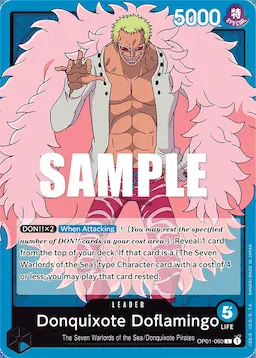 5000
特
SPECIAL
SAMPLE
DON!!×2 When Attacking ① (You may rest the specified
number of DON!! cards in your cost area.): Reveal 1 card
from the top of your deck. If that card is a {The Seven
Warlords of the Sea} type Character card with a cost of 4
or less, you may play that card rested.
LEADER
Donquixote Doflamingo
5
LIFE
The Seven Warlords of the Sea/Donquixote Pirates
OP01-060 L